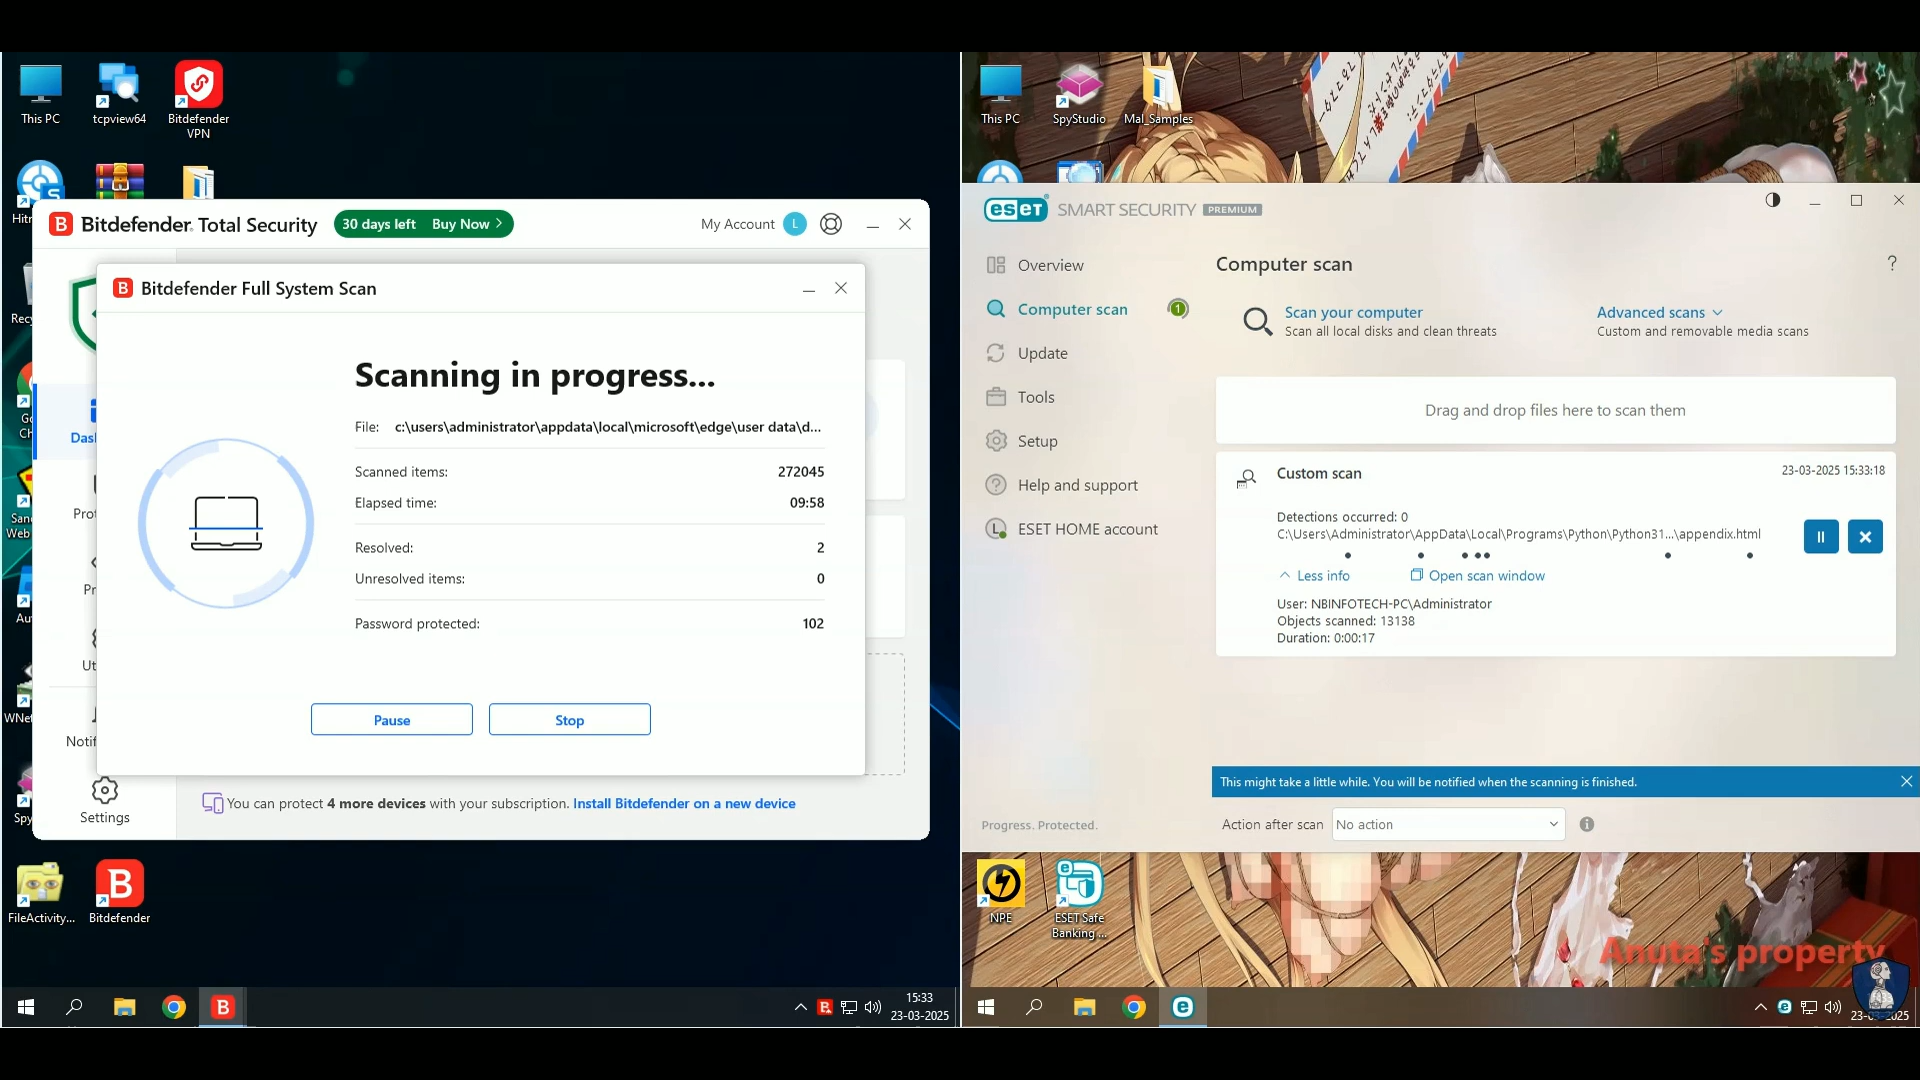 This PC
tcpview64
Bitdefender
VPN
Bitdefender Total Security
30 days left Buy Now >
My Account L
Bitdefender Full System Scan
Scanning in progress...
File: c:\users\administrator\appdata\local\microsoft\edge\user data\d...
Scanned items: 272045
Elapsed time: 09:58
Resolved: 2
Unresolved items: 0
Password protected: 102
Pause
Stop
Settings
You can protect 4 more devices with your subscription. Install Bitdefender on a new device
FileActivity...
Bitdefender
15:33
23-03-2025
This PC
SpyStudio
Mal_Samples
eset SMART SECURITY PREMIUM
Overview
Computer scan
1
Update
Tools
Setup
Help and support
ESET HOME account
Computer scan
?
Scan your computer
Scan all local disks and clean threats
Advanced scans
Custom and removable media scans
Drag and drop files here to scan them
Custom scan
23-03-2025 15:33:18
Detections occurred: 0
C:\Users\Administrator\AppData\Local\Programs\Python\Python31...\appendix.html
Less info
Open scan window
User: NBINFOTECH-PC\Administrator
Objects scanned: 13138
Duration: 0:00:17
This might take a little while. You will be notified when the scanning is finished.
Progress. Protected.
Action after scan No action
NPE
ESET Safe
Banking ...
Anuta's property